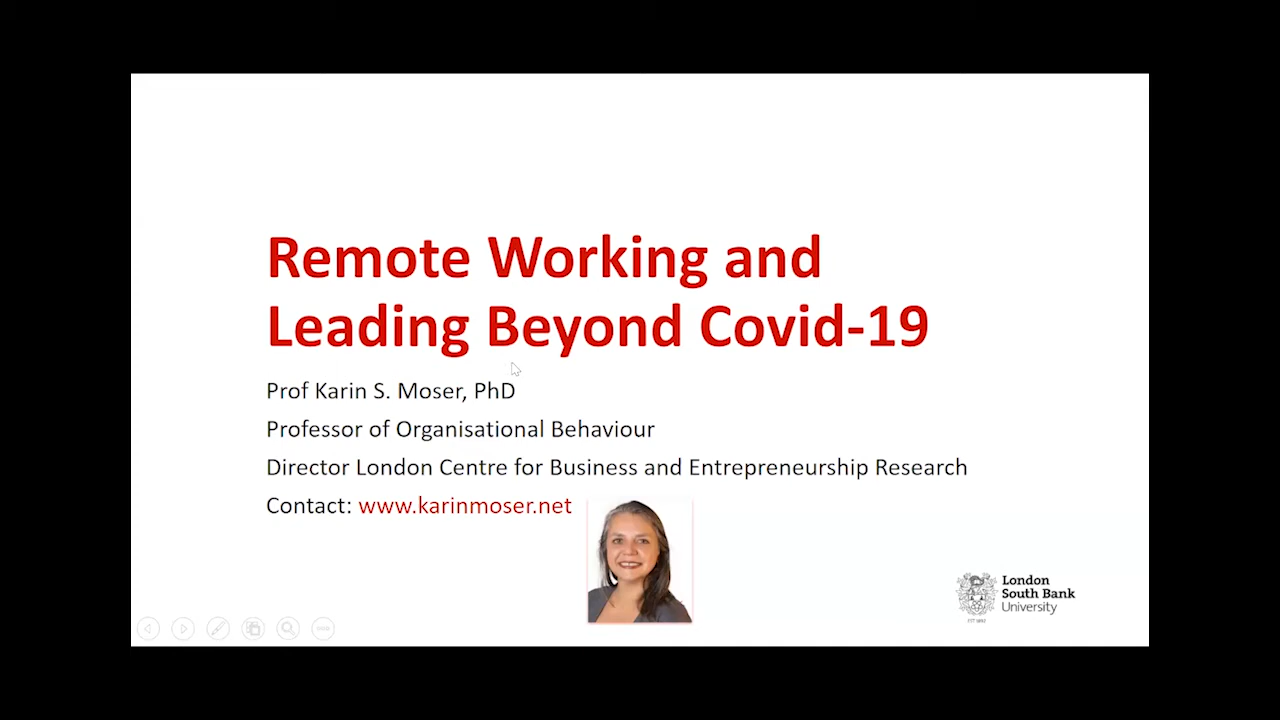 Remote Working and
Leading Beyond Covid-19
Prof Karin S. Moser, PhD
Professor of Organisational Behaviour
Director London Centre for Business and Entrepreneurship Research
Contact: www.karinmoser.net
London
South Bank
University